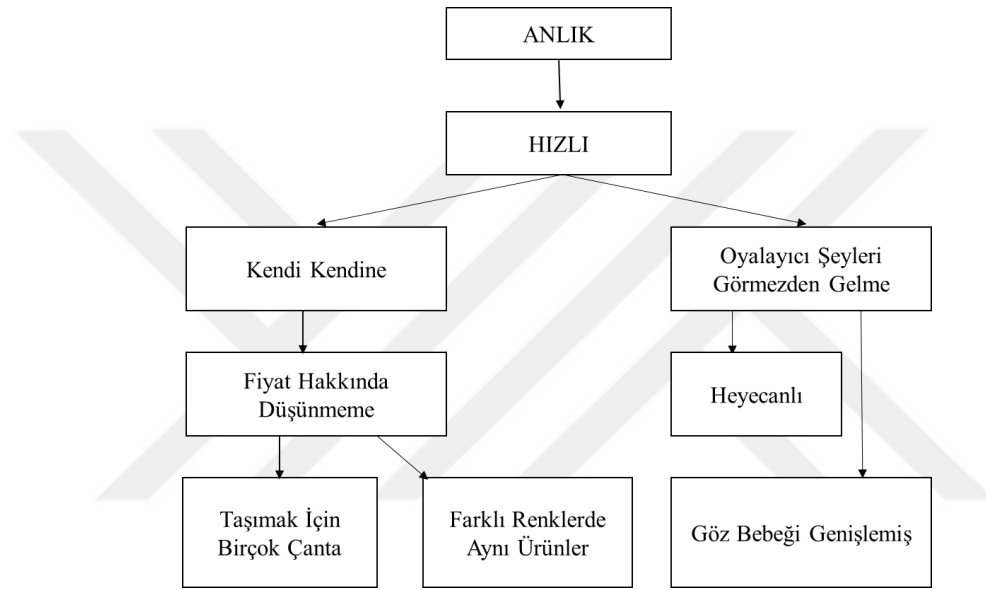 ANLIK
HIZLI
Kendi Kendine
Oyalayıcı Şeyleri
Görmezden Gelme
Fiyat Hakkında
Düşünmeme
Heyecanlı
Taşımak İçin
Birçok Çanta
Farklı Renklerde
Aynı Ürünler
Göz Bebeği Genişlemiş